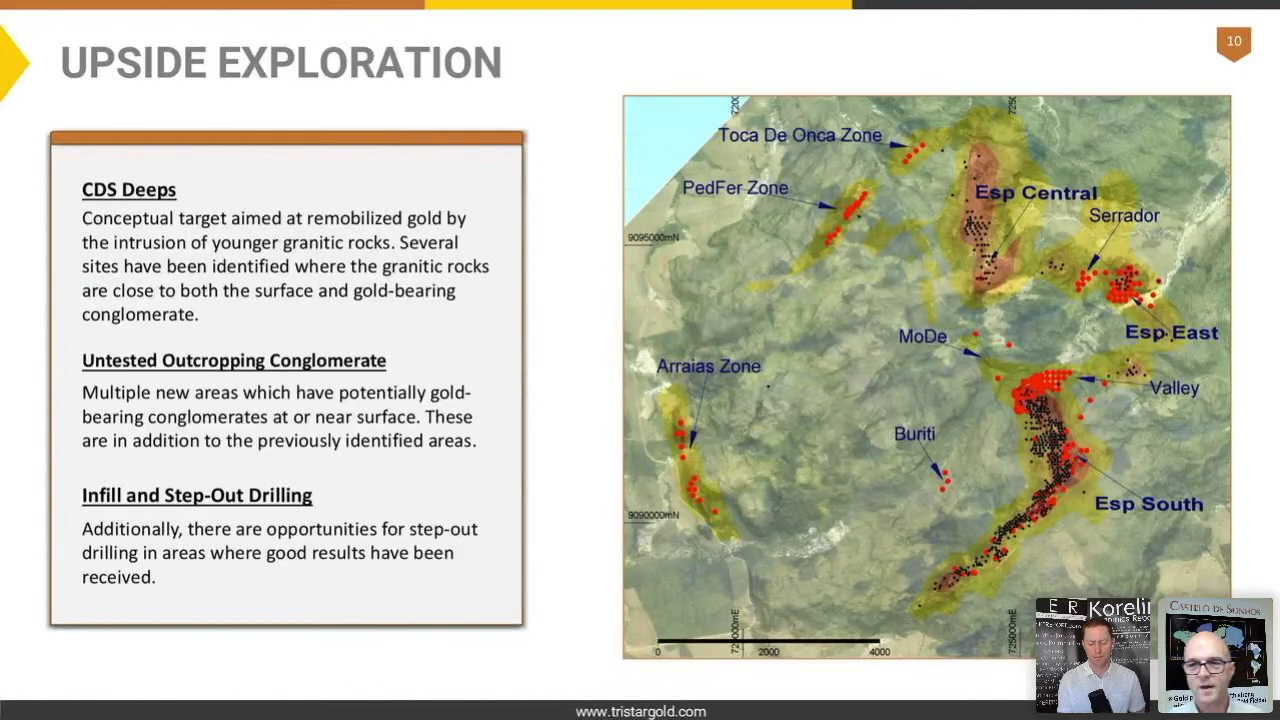 10
UPSIDE EXPLORATION
CDS Deeps
Conceptual target aimed at remobilized gold by
the intrusion of younger granitic rocks. Several
sites have been identified where the granitic rocks
are close to both the surface and gold-bearing
conglomerate.
Untested Outcropping Conglomerate
Multiple new areas which have potentially gold-
bearing conglomerates at or near surface. These
are in addition to the previously identified areas.
Infill and Step-Out Drilling
Additionally, there are opportunities for step-out
drilling in areas where good results have been
received.
Toca De Onca Zone
PedFer Zone
Esp Central
Serrador
9095000mN
Esp East
MoDe
Arraias Zone
Valley
Buriti
Esp South
9090000mN
0
2000
4000
E R Korelin
CASTELO DE SONHOS
www.tristargold.com